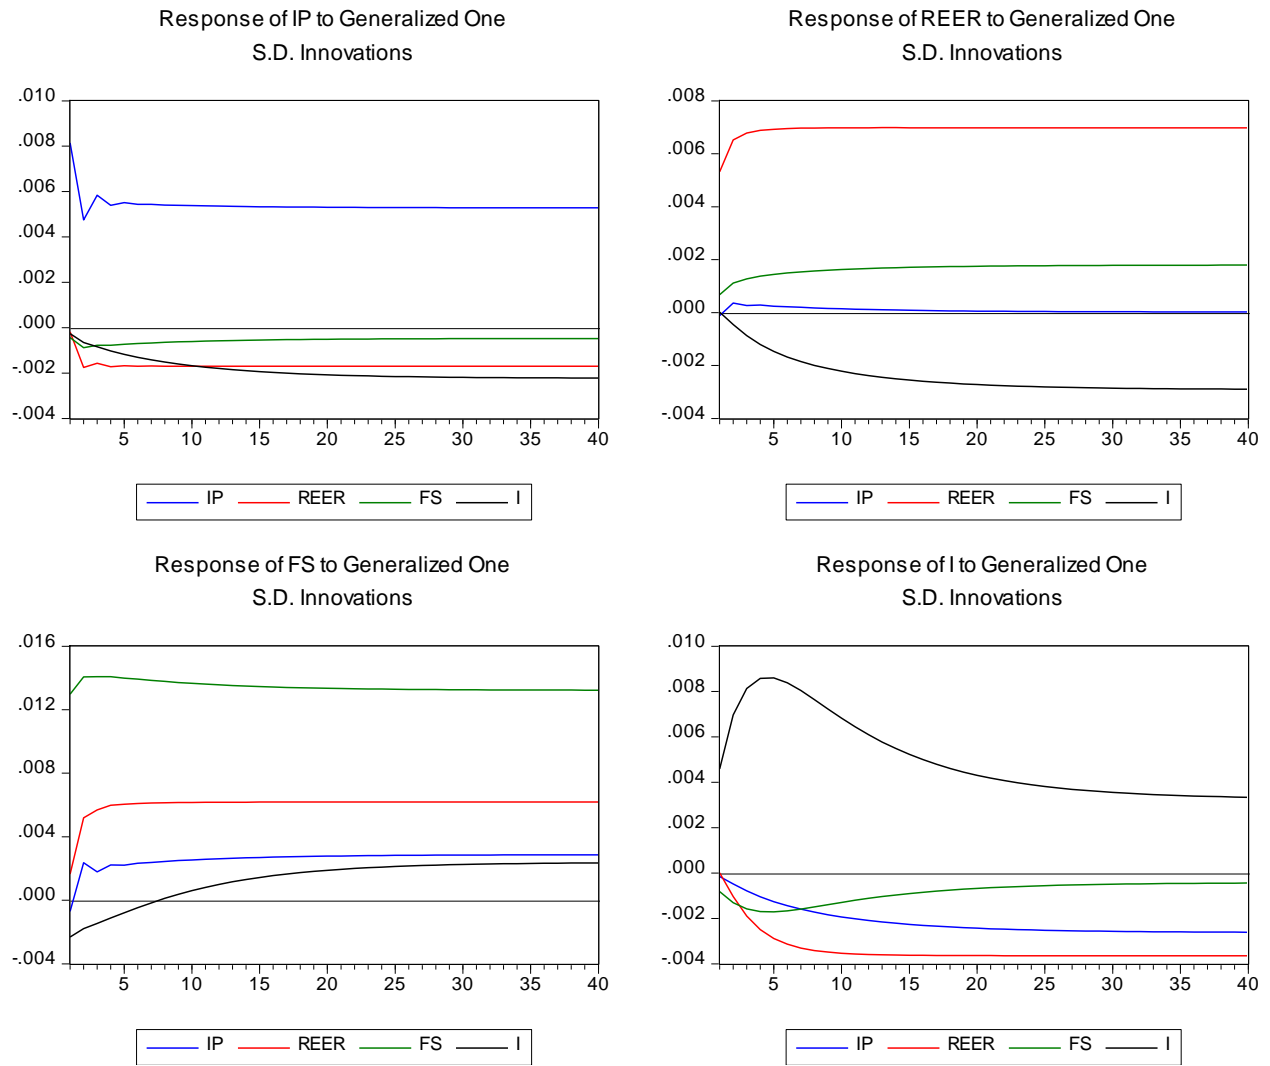 Response of IP to Generalized One
S.D. Innovations
.010
.008
.006
.004
.002
.000
-.002
-.004
5 10 15 20 25 30 35 40
IP REER FS I
Response of REER to Generalized One
S.D. Innovations
.008
.006
.004
.002
.000
-.002
-.004
5 10 15 20 25 30 35 40
IP REER FS I
Response of FS to Generalized One
S.D. Innovations
.016
.012
.008
.004
.000
-.004
5 10 15 20 25 30 35 40
IP REER FS I
Response of I to Generalized One
S.D. Innovations
.010
.008
.006
.004
.002
.000
-.002
-.004
5 10 15 20 25 30 35 40
IP REER FS I